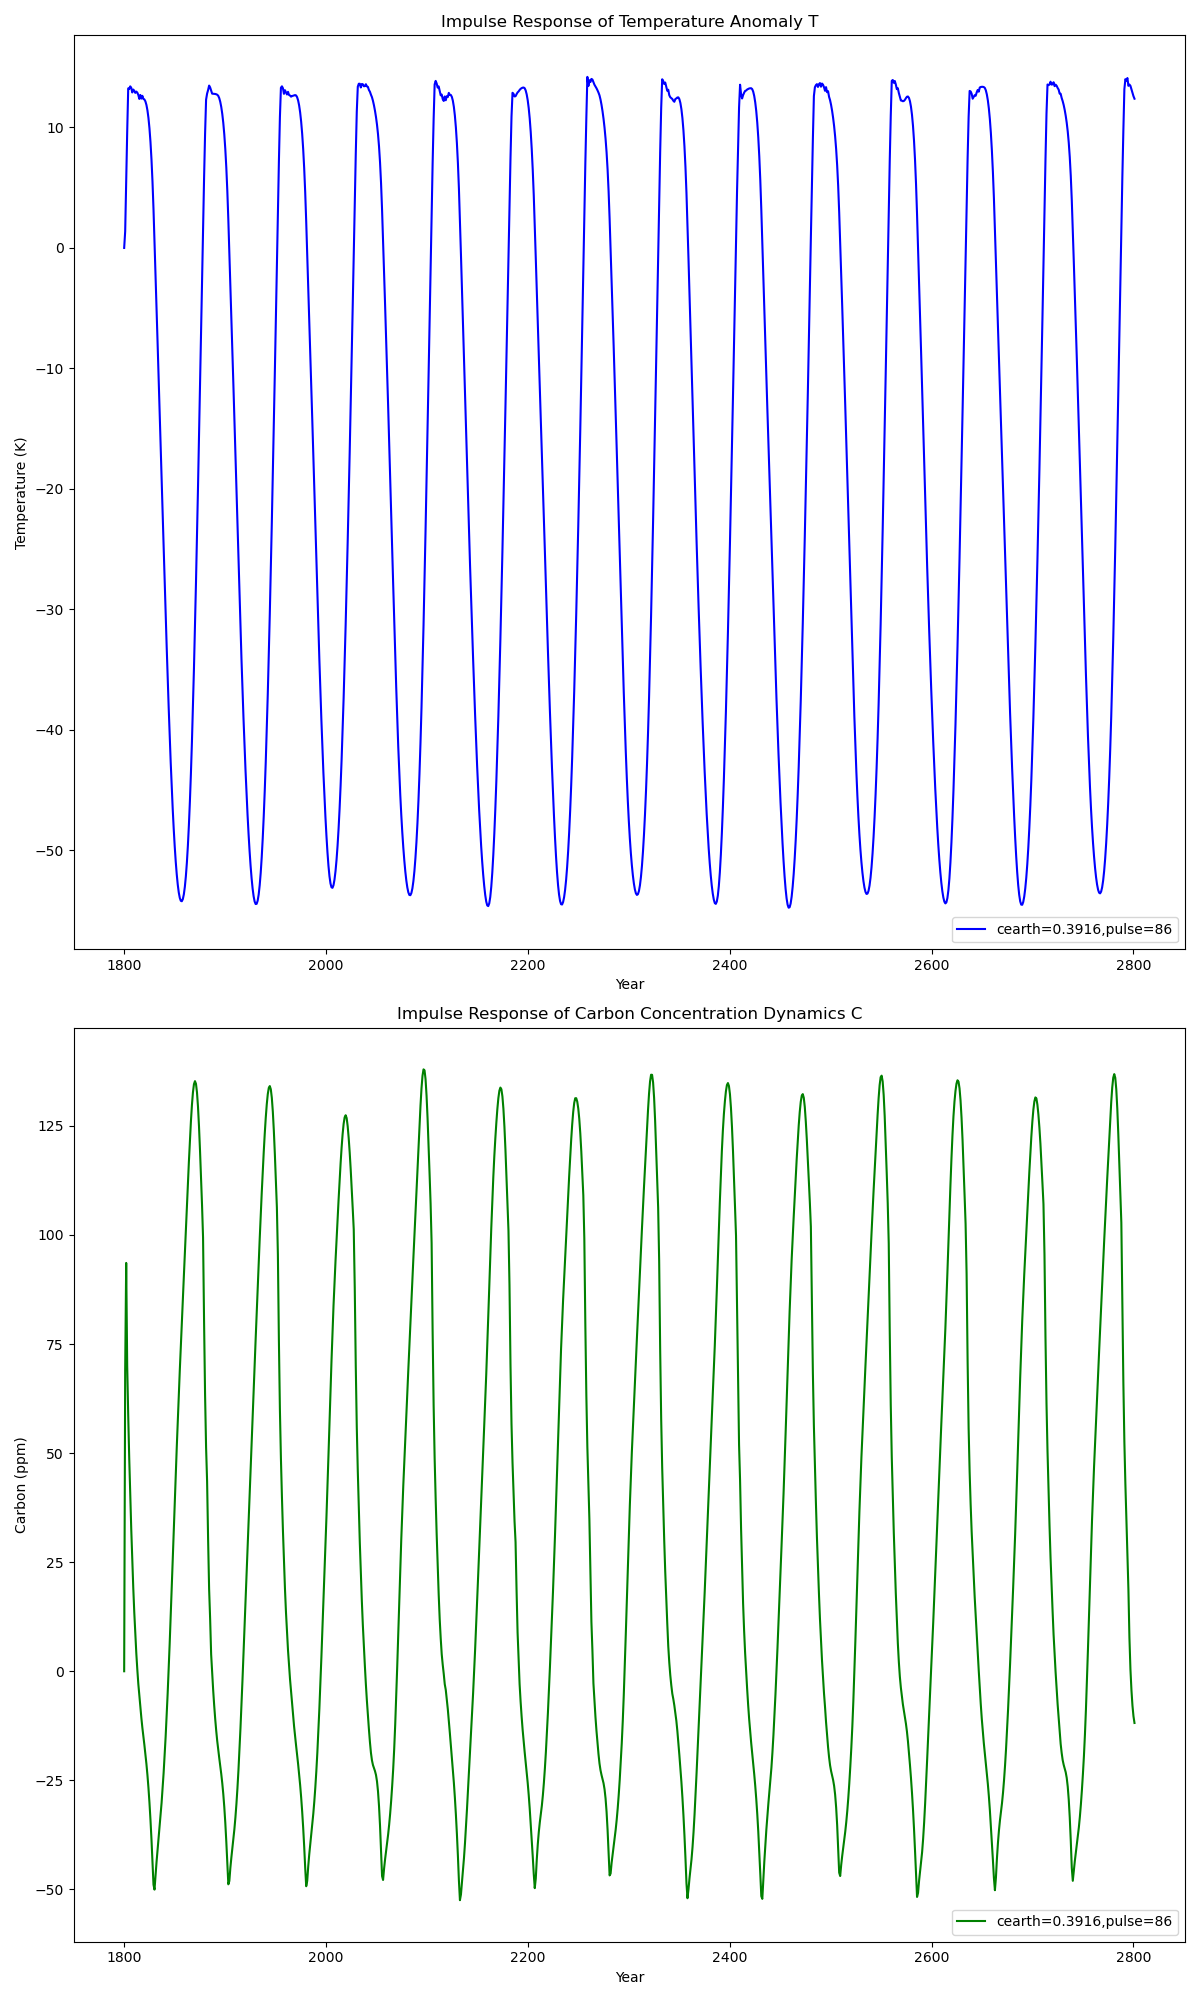 Impulse Response of Temperature Anomaly T
10
0
−10
−20
−30
−40
−50
Temperature (K)
cearth=0.3916,pulse=86
1800 2000 2200 2400 2600 2800
Year
Impulse Response of Carbon Concentration Dynamics C
125
100
75
50
25
0
−25
−50
Carbon (ppm)
cearth=0.3916,pulse=86
1800 2000 2200 2400 2600 2800
Year